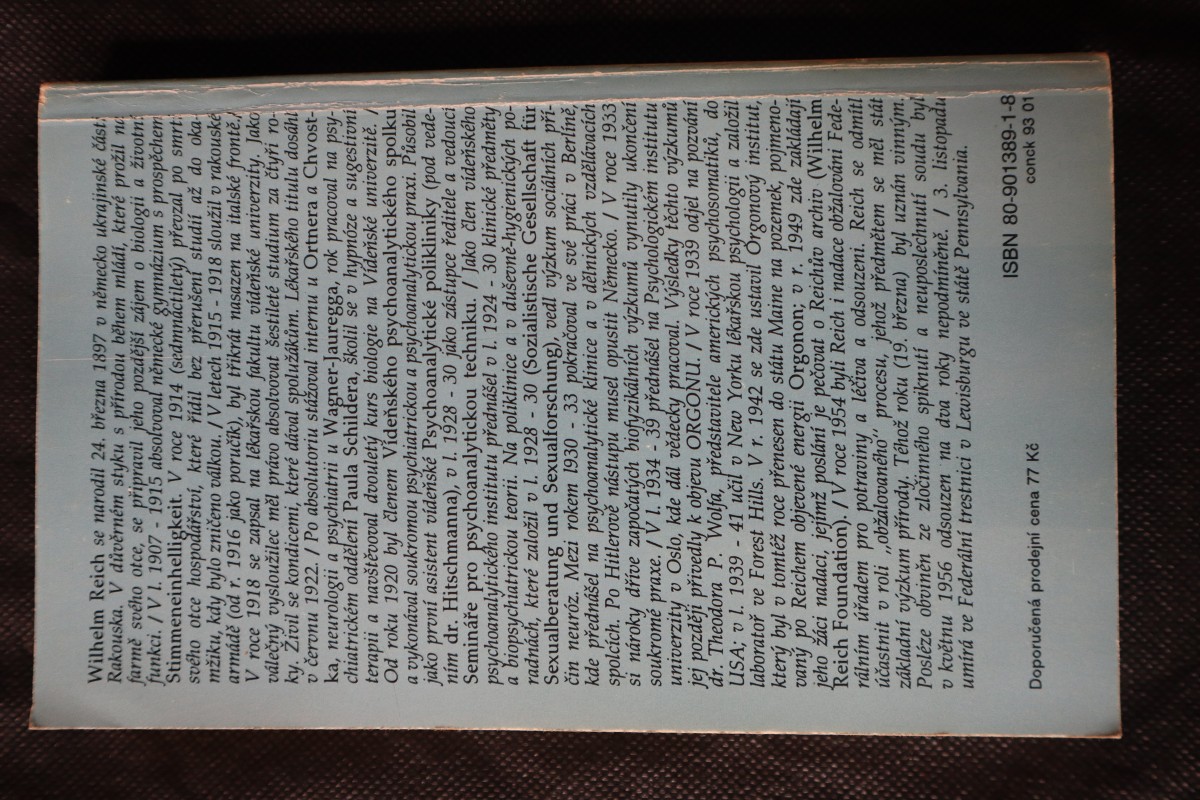 Wilhelm Reich se narodil 24. března 1897 v německo ukrajinské části
Rakouska. V důvěrném styku s přírodou během mládí, které prožil na
farmě svého otce, se připravil jeho pozdější zájem o biologii a životní
funkci. / V l. 1907 - 1915 absolvoval německé gymnázium s prospěchem
Stimmeneinhelligkeit. V roce 1914 (sedmnáctiletý) převzal po smrti
svého otce hospodářství, které řídil bez přerušení studií až do oka-
mžiku, kdy bylo zničeno válkou. / V letech 1915 - 1918 sloužil v rakouské
armádě (od r. 1916 jako poručík), byl třikrát nasazen na italské frontě. /
V roce 1918 se zapsal na lékařskou fakultu vídeňské univerzity. Jako
válečný vysloužilec měl právo absolvovat šestileté studium za čtyři ro-
ky. Živil se kondicemi, které dával spolužákům. Lékařského titulu dosáhl
v červnu 1922. / Po absolutoriu stážoval internu u Ortnera a Chvost-
ka, neurologii a psychiatrii u Wagner-Jauregga, rok pracoval na psy-
chiatrickém oddělení Paula Schildera, školil se v hypnóze a sugestivní
terapii a navštěvoval dvouletý kurs biologie na Vídeňské univerzitě. /
Od roku 1920 byl členem Vídeňského psychoanalytického spolku
a vykonával soukromou psychiatrickou a psychoanalytickou praxi. Působil
jako první assistent vídeňské Psychoanalytické polikliniky (pod vede-
ním dr. Hitschmanna), v l. 1928 - 30 jako zástupce ředitele a vedoucí
Semináře pro psychoanalytickou techniku. / Jako člen vídeňského
psychoanalytického institutu přednášel v l. 1924 - 30 klinické předměty
a biopsychiatrickou teorii. Na poliklinice a v duševně-hygienických po-
radnách, které založil v l. 1928 - 30 (Sozialistische Gesellschaft für
Sexualberatung und Sexualforschung), vedl výzkum sociálních pří-
čin neuróz. Mezi rokem 1930 - 33 pokračoval ve své práci v Berlíně,
kde přednášel na psychoanalytické klinice a v dělnických vzdělávacích
spolcích. Po Hitlerově nástupu musel opustit Německo. / V roce 1933
si nároky dříve započatých biofyzikálních výzkumů vynutily ukončení
soukromé praxe. / V l. 1934 - 39 přednášel na Psychologickém institutu
univerzity v Oslo, kde dál vědecky pracoval. Výsledky těchto výzkumů
jej později přivedly k objevu ORGONU. / V roce 1939 odjel na pozvání
dr. Theodora P. Wolfa, představitele amerických psychosomatiků, do
USA; v l. 1939 - 41 učil v New Yorku lékařskou psychologii a založil
laboratoř ve Forest Hills. V r. 1942 se zde ustavil Orgonový institut,
který byl v tomtéž roce přenesen do státu Maine na pozemek, pojmeno-
vaný po Reichem objevené energii Orgonon; v r. 1949 zde zakládají
jeho žáci nadaci, jejímž posláním je pečovat o Reichův archiv (Wilhelm
Reich Foundation). / V roce 1954 byli Reich i nadace obžalováni Fede-
rálním úřadem pro potraviny a léčiva a odsouzeni. Reich se odmítl
účastnit v roli „obžalovaného" procesu, jehož předmětem se měl stát
základní výzkum přírody. Téhož roku (19. března) byl uznán vinným.
Posléze obviněn ze zločinného spiknutí a neuposlechnutí soudu byl
v květnu 1956 odsouzen na dva roky nepodmíněně. / 3. listopadu
umírá ve Federální trestnici v Lewisburgu ve státě Pennsylvania.
ISBN 80-901389-1-8
conok 93 01
Doporučená prodejní cena 77 Kč